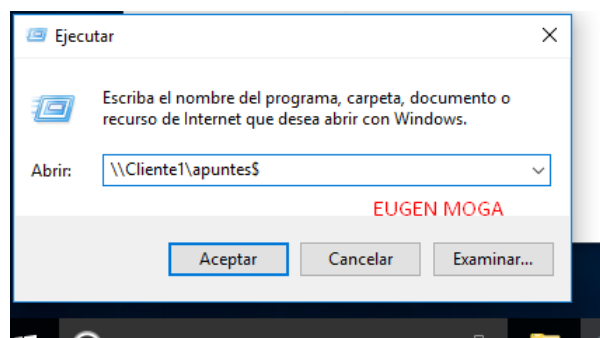 Ejecutar
Escriba el nombre del programa, carpeta, documento o
recurso de Internet que desea abrir con Windows.
Abrir: \\Cliente1\apuntes$
EUGEN MOGA
Aceptar Cancelar Examinar...